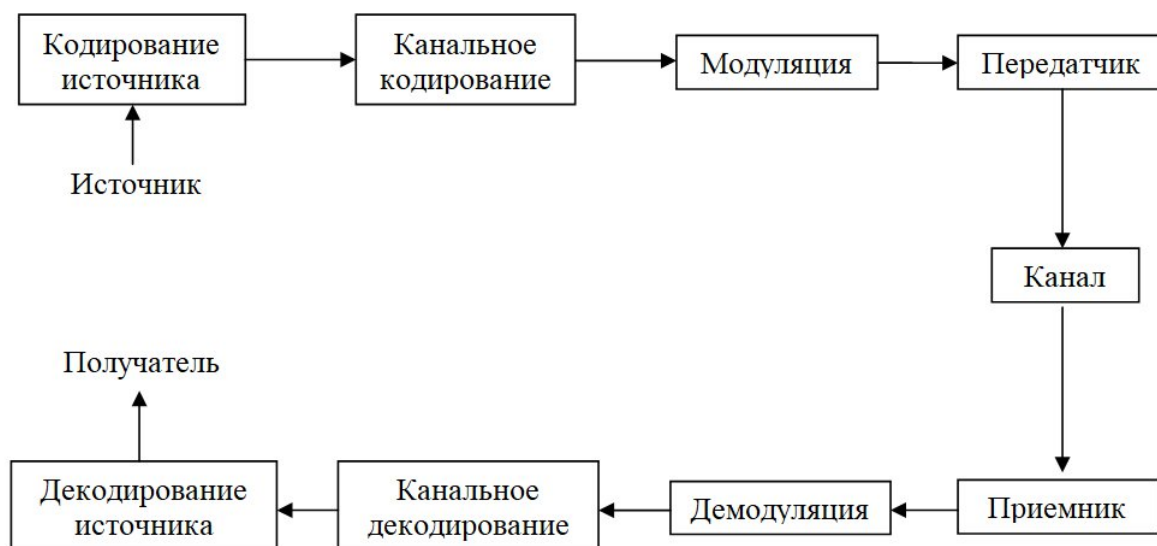 Кодирование
источника
Канальное
кодирование
Модуляция
Передатчик
Источник
Канал
Получатель
Декодирование
источника
Канальное
декодирование
Демодуляция
Приемник